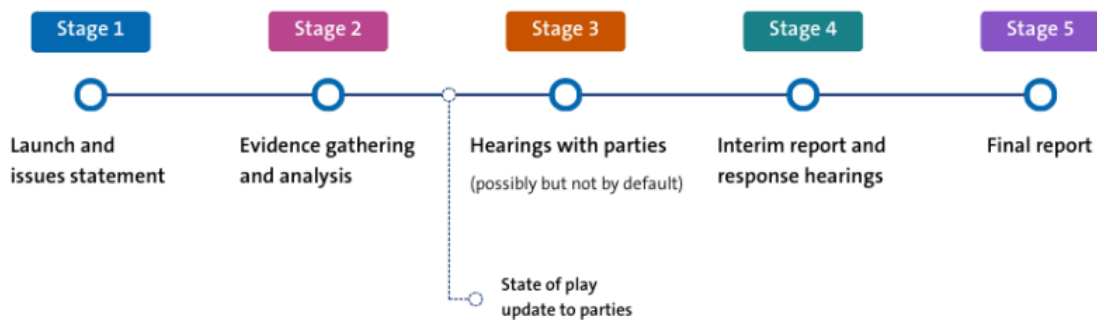 Stage 1
Stage 2
Stage 3
Stage 4
Stage 5
Launch and
issues statement
Evidence gathering
and analysis
Hearings with parties
(possibly but not by default)
Interim report and
response hearings
Final report
State of play
update to parties